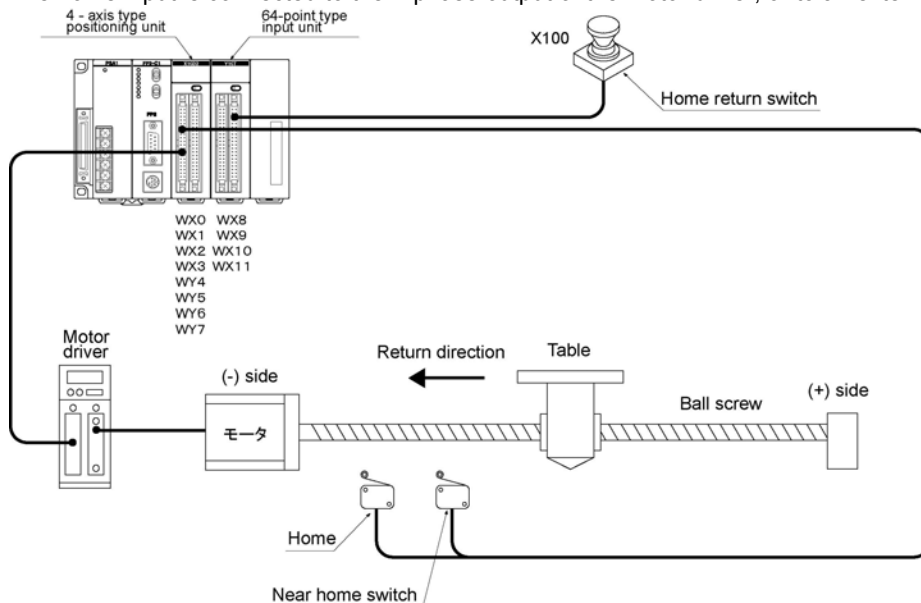 4 - axis type
positioning unit
64-point type
input unit
X100
Home return switch
WX0 WX8
WX1 WX9
WX2 WX10
WX3 WX11
WY4
WY5
WY6
WY7
Motor
driver
(-) side
Return direction
Table
Ball screw
(+) side
モータ
Home
Near home switch